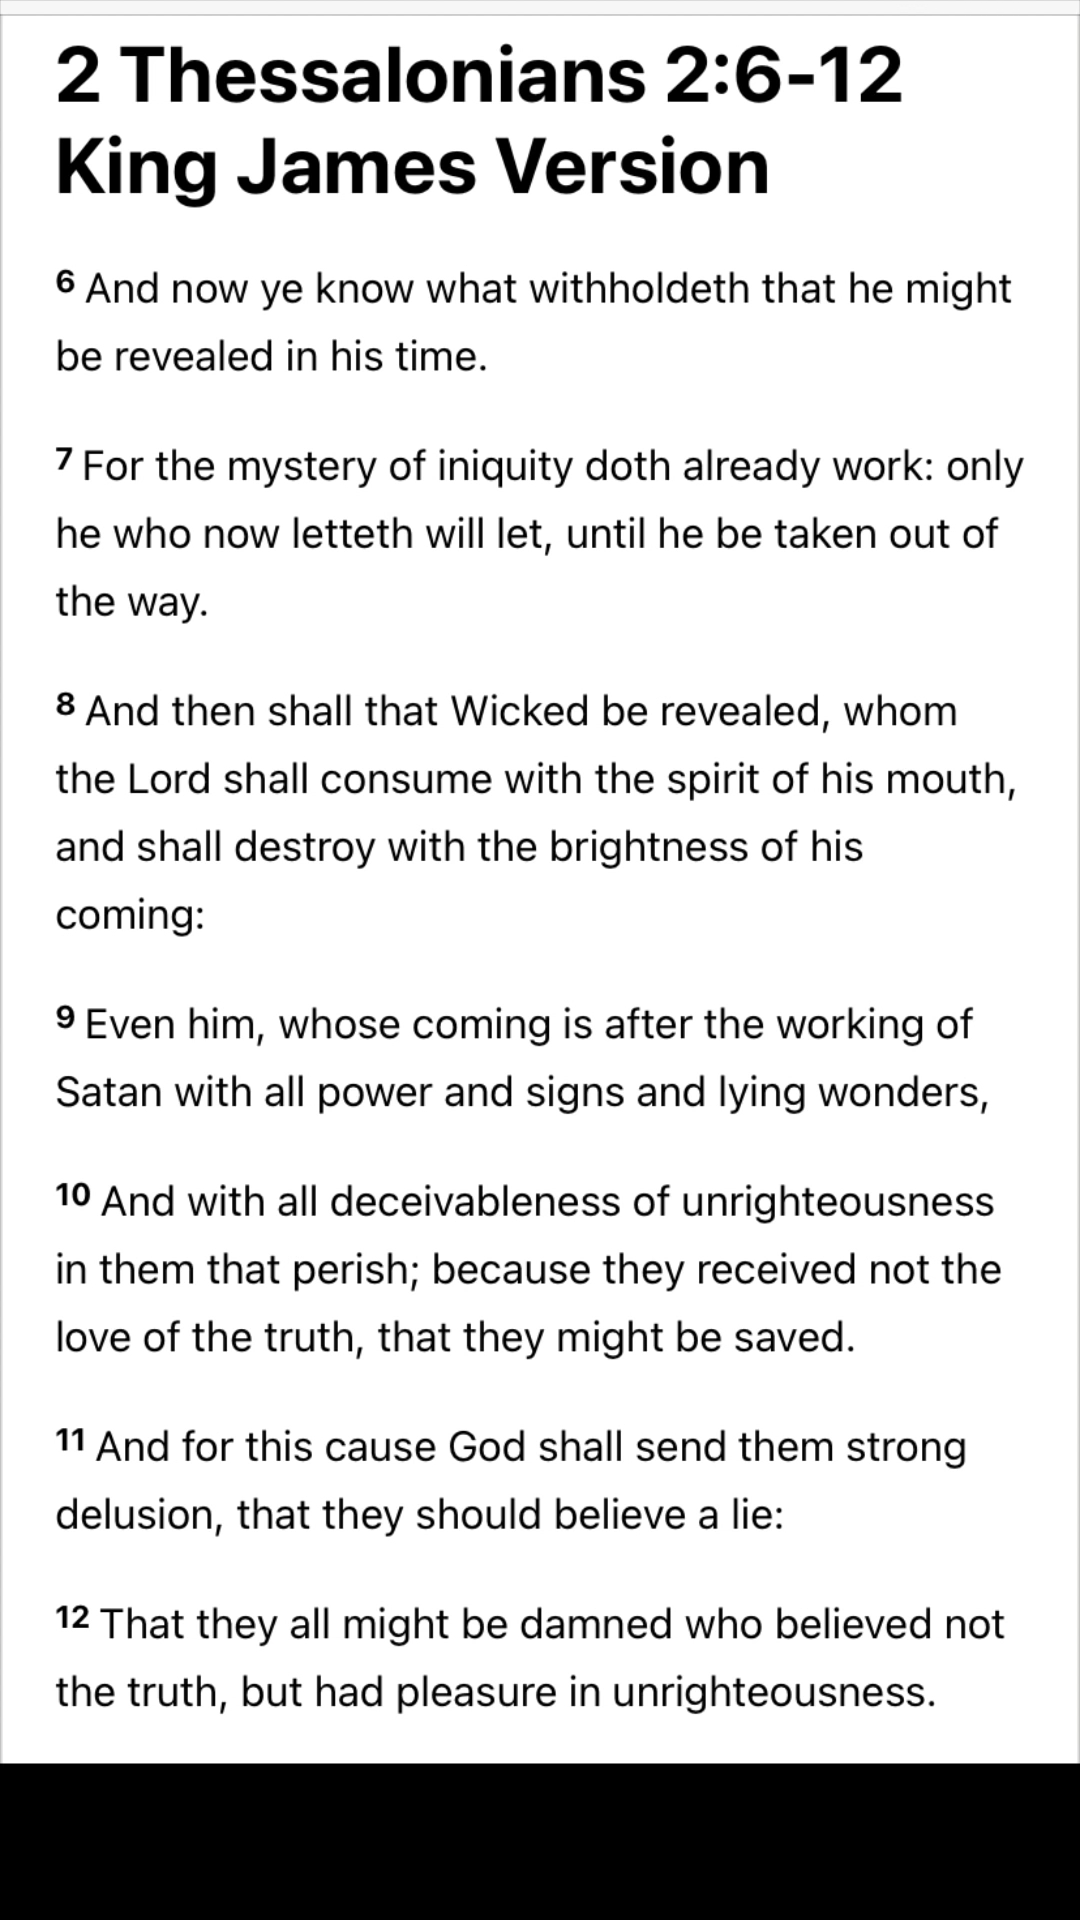 2 Thessalonians 2:6-12
King James Version
6 And now ye know what withholdeth that he might
be revealed in his time.
7 For the mystery of iniquity doth already work: only
he who now letteth will let, until he be taken out of
the way.
8 And then shall that Wicked be revealed, whom
the Lord shall consume with the spirit of his mouth,
and shall destroy with the brightness of his
coming:
9 Even him, whose coming is after the working of
Satan with all power and signs and lying wonders,
10 And with all deceivableness of unrighteousness
in them that perish; because they received not the
love of the truth, that they might be saved.
11 And for this cause God shall send them strong
delusion, that they should believe a lie:
12 That they all might be damned who believed not
the truth, but had pleasure in unrighteousness.